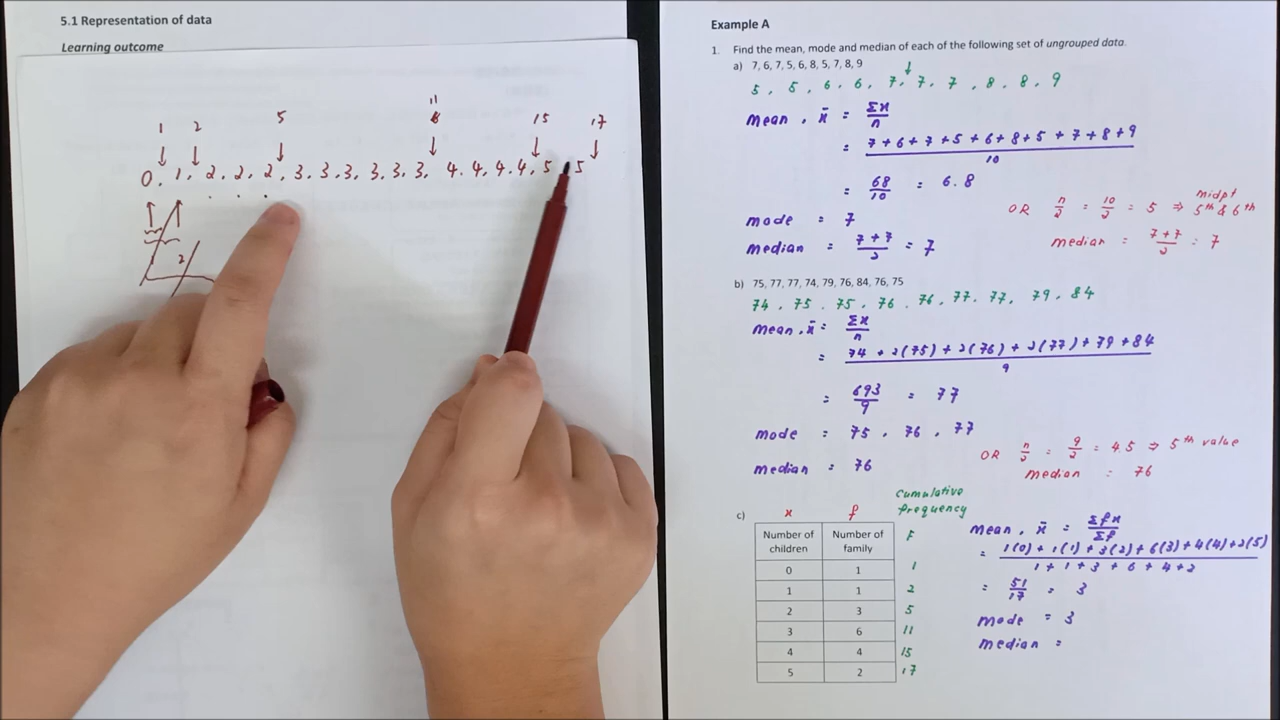 5.1 Representation of data
Learning outcome
1 2 5 11 15 17
0. 1. 2. 2. 2. 3. 3. 3. 3. 3. 3. 4. 4. 4. 4. 5 5
2
Example A
1. Find the mean, mode and median of each of the following set of ungrouped data.
a) 7, 6, 7, 5, 6, 8, 5, 7, 8, 9
5, 5, 6, 6, 7, 7, 7, 8, 8, 9
mean, x̄ = Σx/n
= 7+6+7+5+6+8+5+7+8+9 / 10
= 68/10 = 6.8
mode = 7
median = 7+7/2 = 7
OR n/2 = 10/2 = 5 ⇒ midpt 5th & 6th
median = 7+7/2 = 7
b) 75, 77, 77, 74, 79, 76, 84, 76, 75
74, 75, 75, 76, 76, 77, 77, 79, 84
mean, x̄ = Σx/n
= 74 + 2(75) + 2(76) + 2(77) + 79 + 84 / 9
= 693/9 = 77
mode = 75, 76, 77
median = 76
OR n/2 = 9/2 = 4.5 ⇒ 5th value
median = 76
c) x f Cumulative frequency
Number of children Number of family F
0 1 1
1 1 2
2 3 5
3 6 11
4 4 15
5 2 17
mean, x̄ = Σfx/Σf
= 1(0) + 1(1) + 3(2) + 6(3) + 4(4) + 2(5) / 1+1+3+6+4+2
= 51/17 = 3
mode = 3
median =